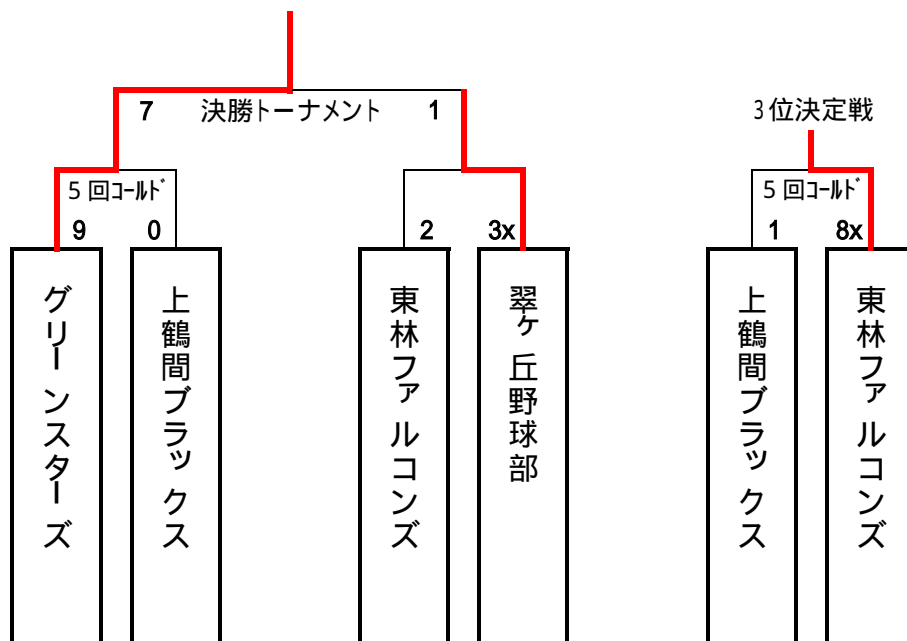 7 決勝トーナメント 1
3位決定戦
5回コールド
5回コールド
9 0
2 3x
1 8x
グリーンスターズ
上鶴間ブラックス
東林ファルコンズ
翠ヶ丘野球部
上鶴間ブラックス
東林ファルコンズ